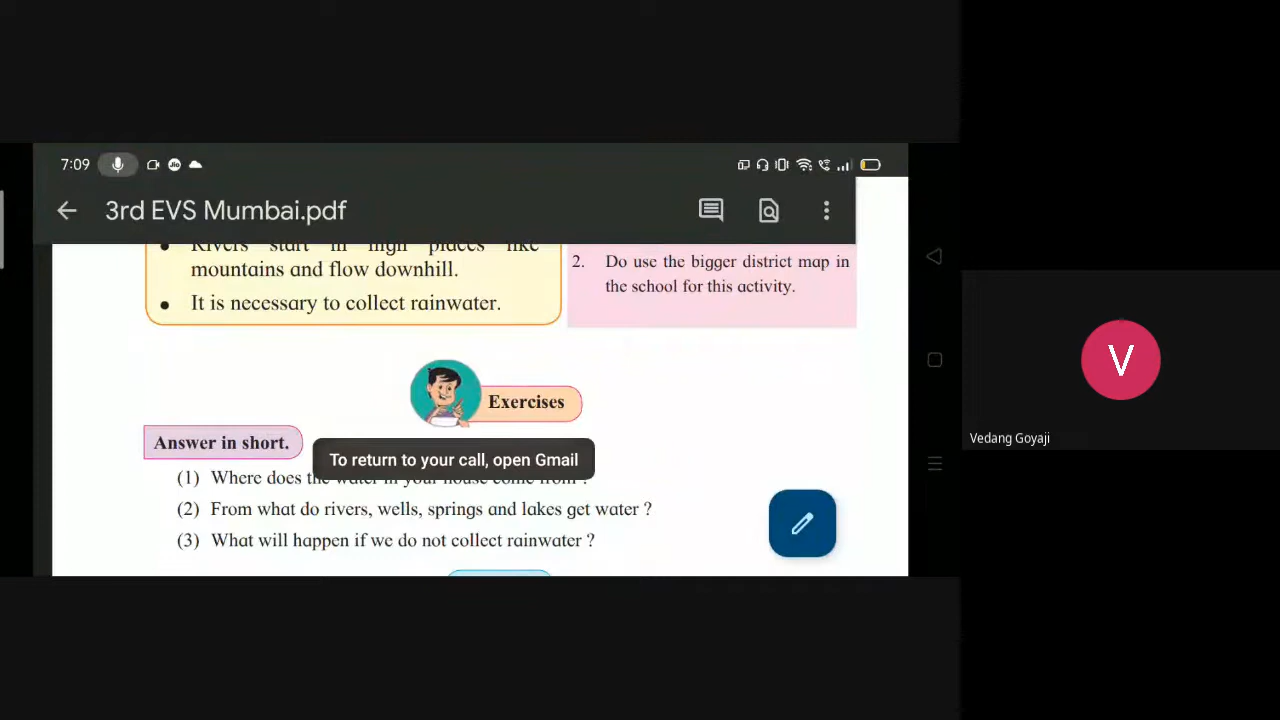 7:09
Jio
3rd EVS Mumbai.pdf
mountains and flow downhill.
It is necessary to collect rainwater.
2. Do use the bigger district map in
the school for this activity.
Exercises
Answer in short.
To return to your call, open Gmail
(1) Where does
(2) From what do rivers, wells, springs and lakes get water ?
(3) What will happen if we do not collect rainwater ?
V
Vedang Goyaji